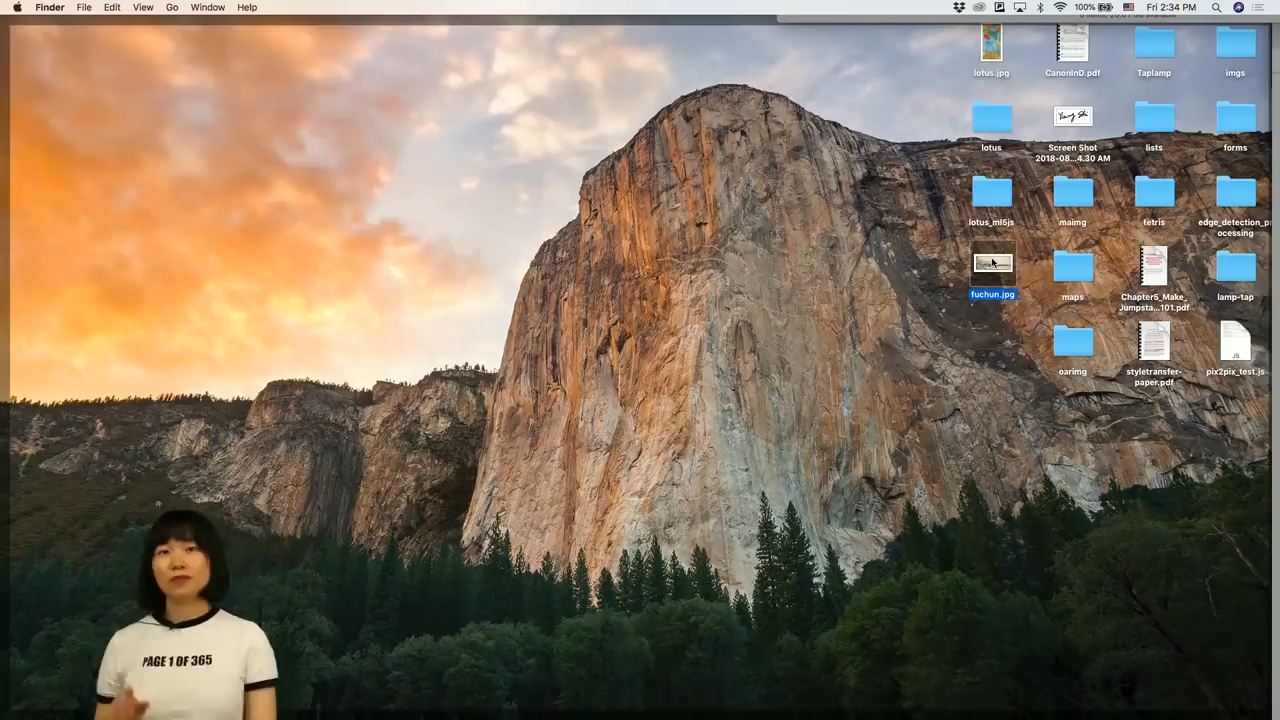 Finder File Edit View Go Window Help
100% Fri 2:34 PM
lotus.jpg
CanonInD.pdf
Taplamp
imgs
lotus
Screen Shot
2018-08...4.30 AM
lists
forms
lotus_ml5js
maimg
tetris
edge_detection_pr
ocessing
fuchun.jpg
maps
Chapter5_Make_
Jumpsta...101.pdf
lamp-tap
oarimg
styletransfer-
paper.pdf
JS
pix2pix_test.js
PAGE 1 OF 365